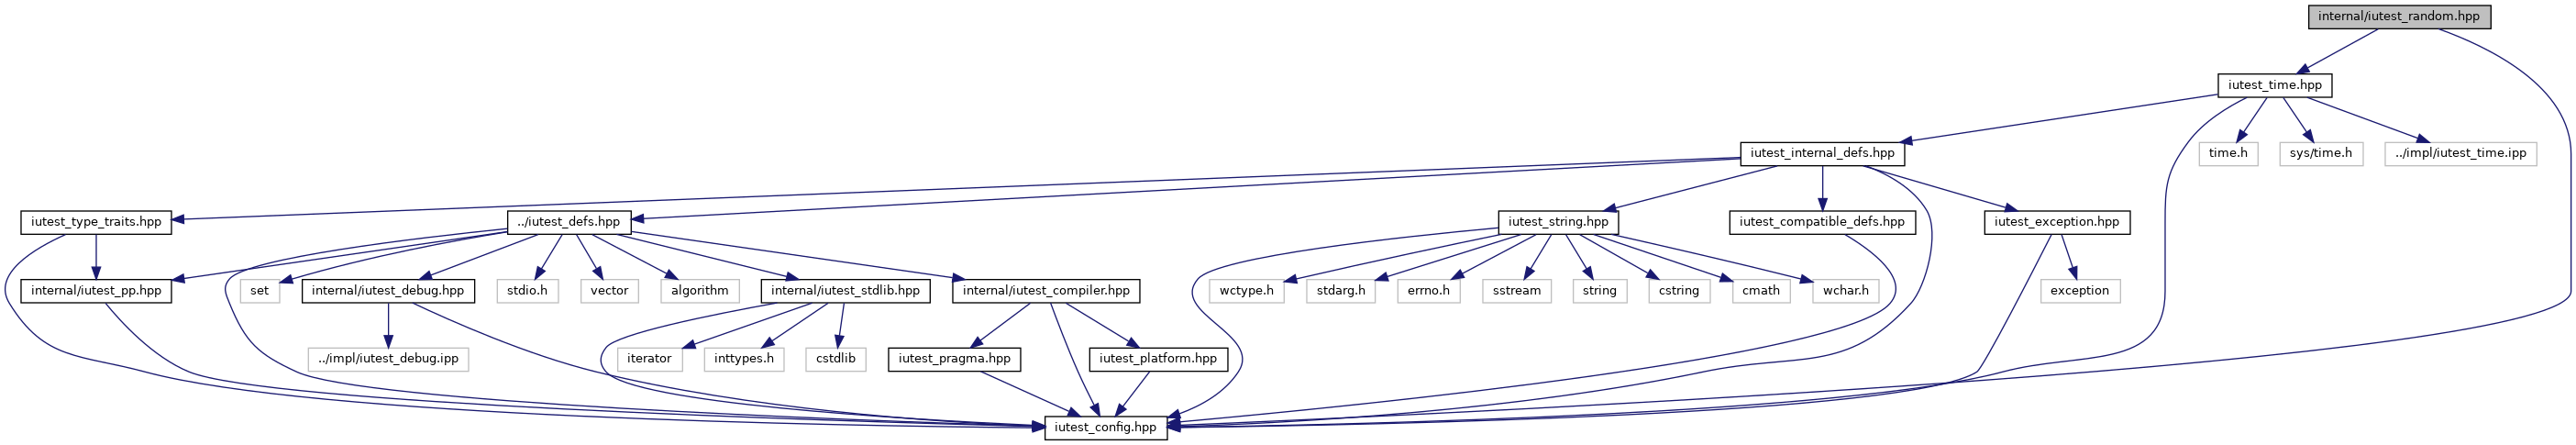 internal/iutest_random.hpp
iutest_time.hpp
iutest_internal_defs.hpp
time.h
sys/time.h
../impl/iutest_time.ipp
iutest_type_traits.hpp
../iutest_defs.hpp
iutest_string.hpp
iutest_compatible_defs.hpp
iutest_exception.hpp
internal/iutest_pp.hpp
set
internal/iutest_debug.hpp
stdio.h
vector
algorithm
internal/iutest_stdlib.hpp
internal/iutest_compiler.hpp
wctype.h
stdarg.h
errno.h
sstream
string
cstring
cmath
wchar.h
exception
../impl/iutest_debug.ipp
iterator
inttypes.h
cstdlib
iutest_pragma.hpp
iutest_platform.hpp
iutest_config.hpp